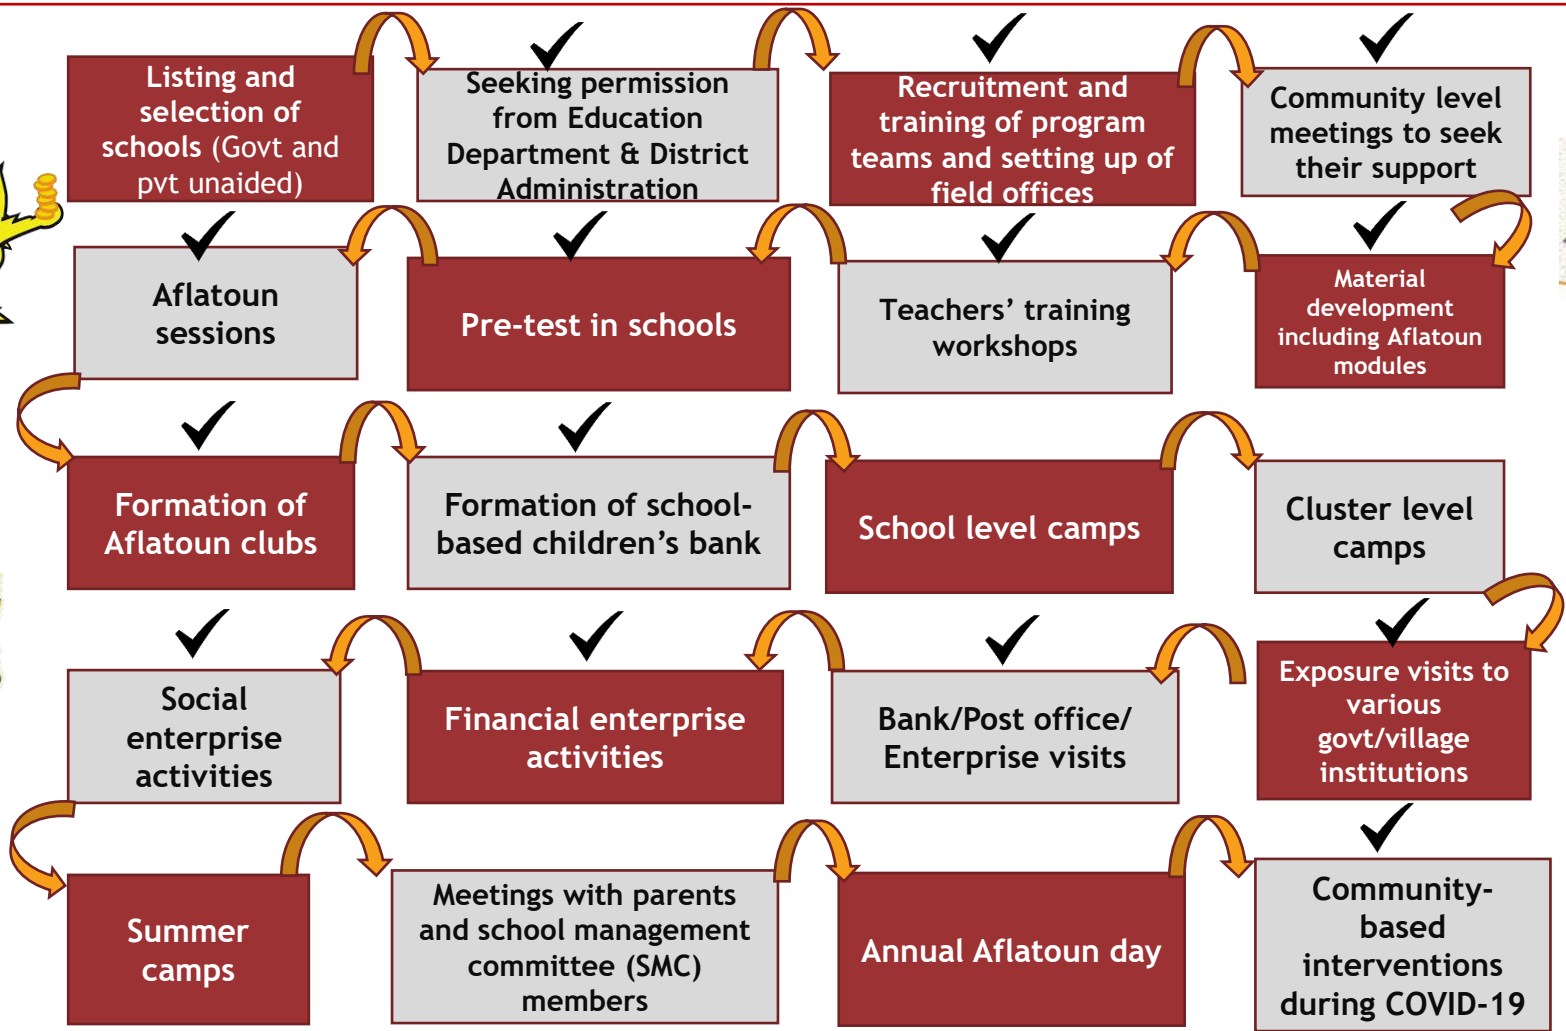 Listing and
selection of
schools (Govt and
pvt unaided)
Seeking permission
from Education
Department & District
Administration
Recruitment and
training of program
teams and setting up of
field offices
Community level
meetings to seek
their support
Material
development
including Aflatoun
modules
Teachers’ training
workshops
Pre-test in schools
Aflatoun
sessions
Formation of
Aflatoun clubs
Formation of school-
based children’s bank
School level camps
Cluster level
camps
Exposure visits to
various
govt/village
institutions
Bank/Post office/
Enterprise visits
Financial enterprise
activities
Social
enterprise
activities
Summer
camps
Meetings with parents
and school management
committee (SMC)
members
Annual Aflatoun day
Community-
based
interventions
during COVID-19